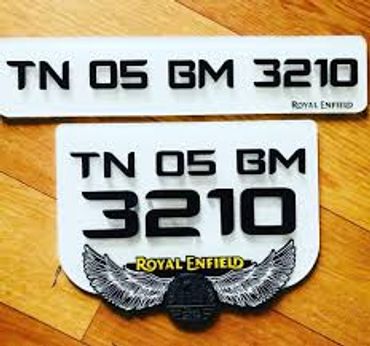 TN 05 BM 3210
ROYAL ENFIELD
TN 05 BM
3210
ROYAL ENFIELD